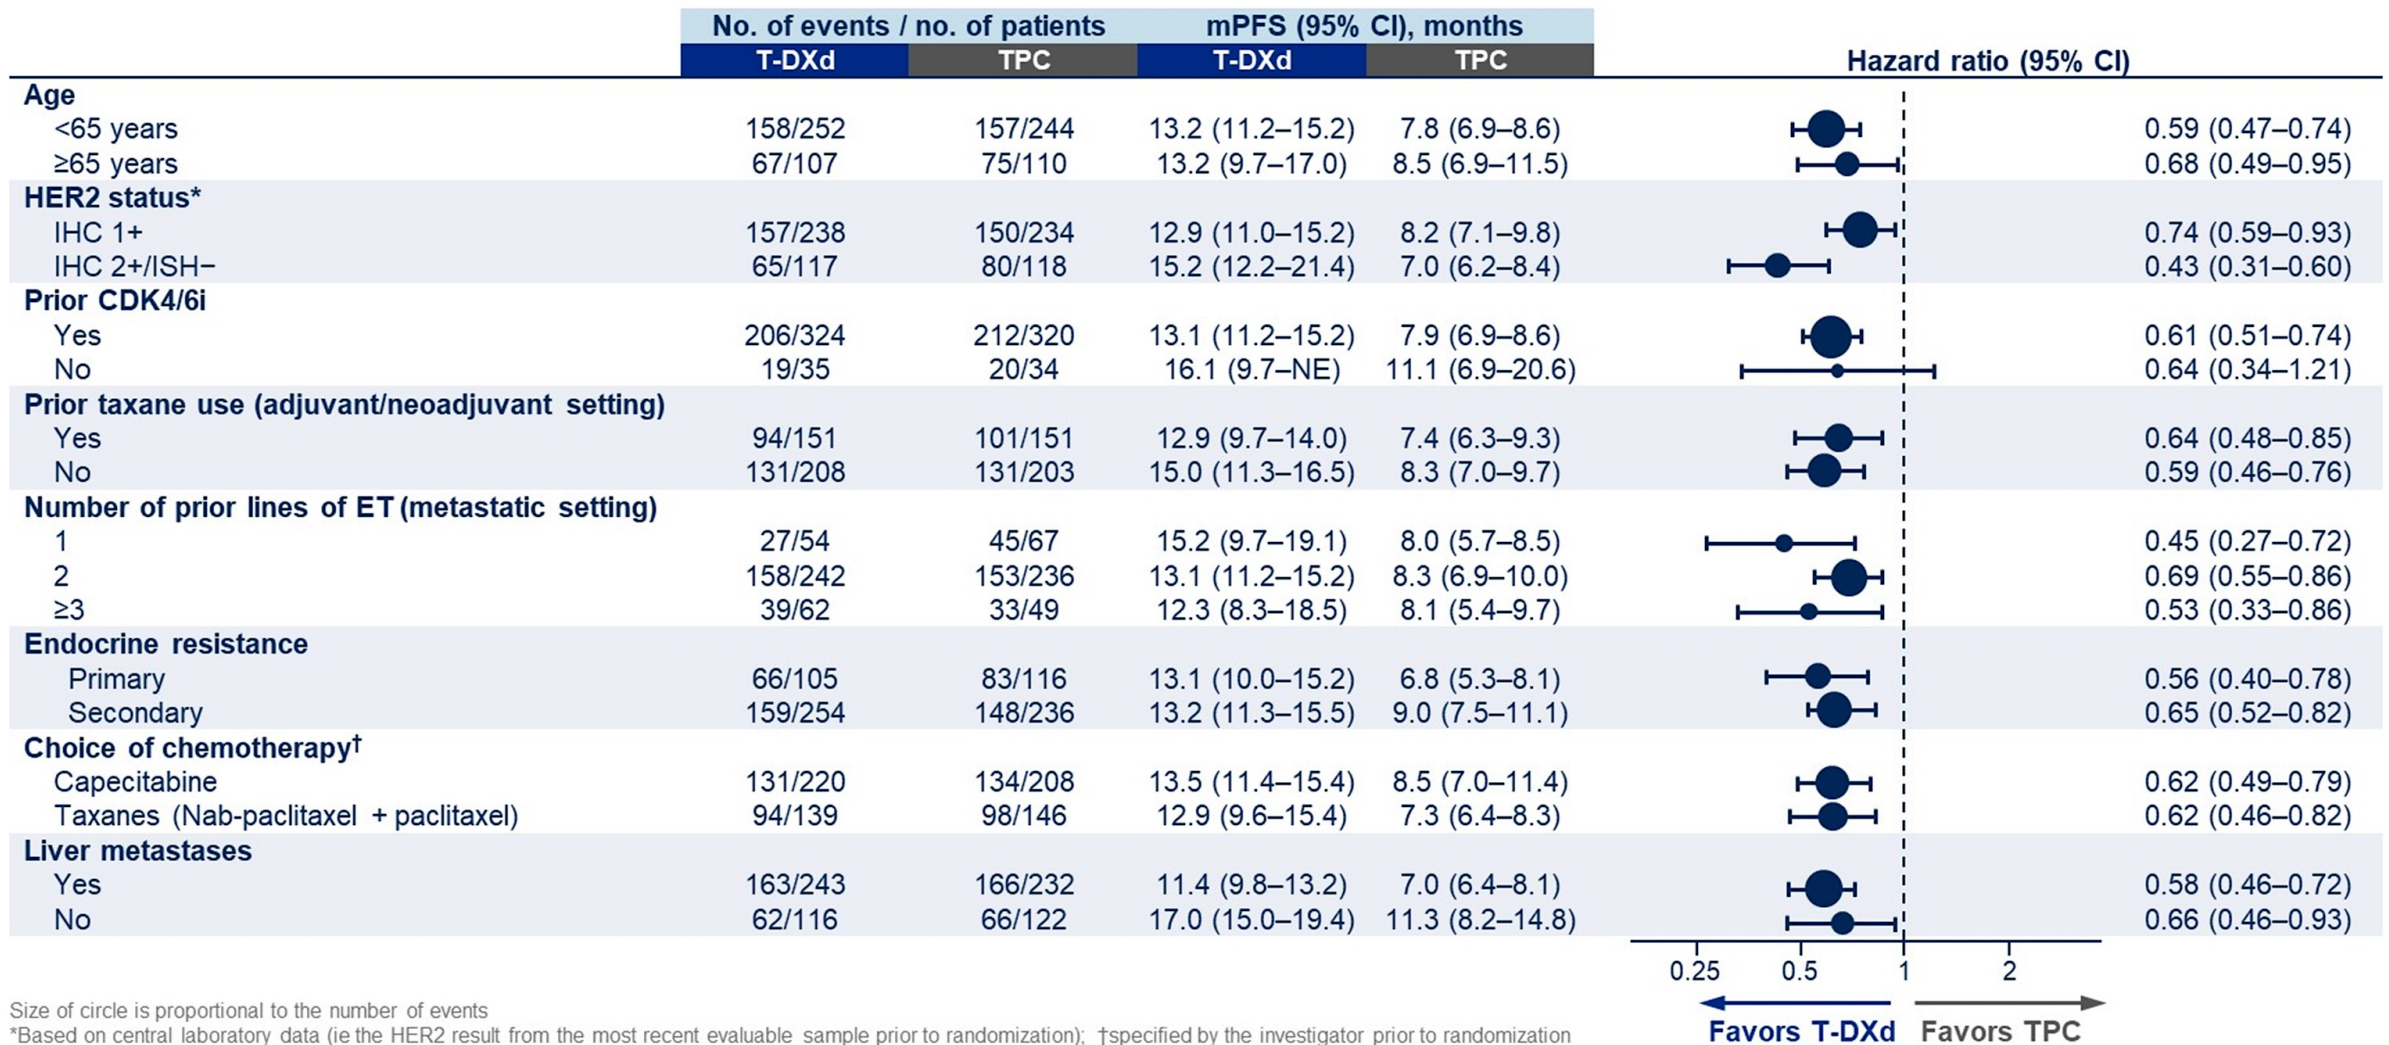 No. of events / no. of patients mPFS (95% CI), months
T-DXd TPC T-DXd TPC Hazard ratio (95% CI)
Age
<65 years 158/252 157/244 13.2 (11.2–15.2) 7.8 (6.9–8.6) 0.59 (0.47–0.74)
≥65 years 67/107 75/110 13.2 (9.7–17.0) 8.5 (6.9–11.5) 0.68 (0.49–0.95)
HER2 status*
IHC 1+ 157/238 150/234 12.9 (11.0–15.2) 8.2 (7.1–9.8) 0.74 (0.59–0.93)
IHC 2+/ISH− 65/117 80/118 15.2 (12.2–21.4) 7.0 (6.2–8.4) 0.43 (0.31–0.60)
Prior CDK4/6i
Yes 206/324 212/320 13.1 (11.2–15.2) 7.9 (6.9–8.6) 0.61 (0.51–0.74)
No 19/35 20/34 16.1 (9.7–NE) 11.1 (6.9–20.6) 0.64 (0.34–1.21)
Prior taxane use (adjuvant/neoadjuvant setting)
Yes 94/151 101/151 12.9 (9.7–14.0) 7.4 (6.3–9.3) 0.64 (0.48–0.85)
No 131/208 131/203 15.0 (11.3–16.5) 8.3 (7.0–9.7) 0.59 (0.46–0.76)
Number of prior lines of ET (metastatic setting)
1 27/54 45/67 15.2 (9.7–19.1) 8.0 (5.7–8.5) 0.45 (0.27–0.72)
2 158/242 153/236 13.1 (11.2–15.2) 8.3 (6.9–10.0) 0.69 (0.55–0.86)
≥3 39/62 33/49 12.3 (8.3–18.5) 8.1 (5.4–9.7) 0.53 (0.33–0.86)
Endocrine resistance
Primary 66/105 83/116 13.1 (10.0–15.2) 6.8 (5.3–8.1) 0.56 (0.40–0.78)
Secondary 159/254 148/236 13.2 (11.3–15.5) 9.0 (7.5–11.1) 0.65 (0.52–0.82)
Choice of chemotherapy†
Capecitabine 131/220 134/208 13.5 (11.4–15.4) 8.5 (7.0–11.4) 0.62 (0.49–0.79)
Taxanes (Nab-paclitaxel + paclitaxel) 94/139 98/146 12.9 (9.6–15.4) 7.3 (6.4–8.3) 0.62 (0.46–0.82)
Liver metastases
Yes 163/243 166/232 11.4 (9.8–13.2) 7.0 (6.4–8.1) 0.58 (0.46–0.72)
No 62/116 66/122 17.0 (15.0–19.4) 11.3 (8.2–14.8) 0.66 (0.46–0.93)
0.25 0.5 1 2
Favors T-DXd Favors TPC
Size of circle is proportional to the number of events
*Based on central laboratory data (ie the HER2 result from the most recent evaluable sample prior to randomization); †specified by the investigator prior to randomization